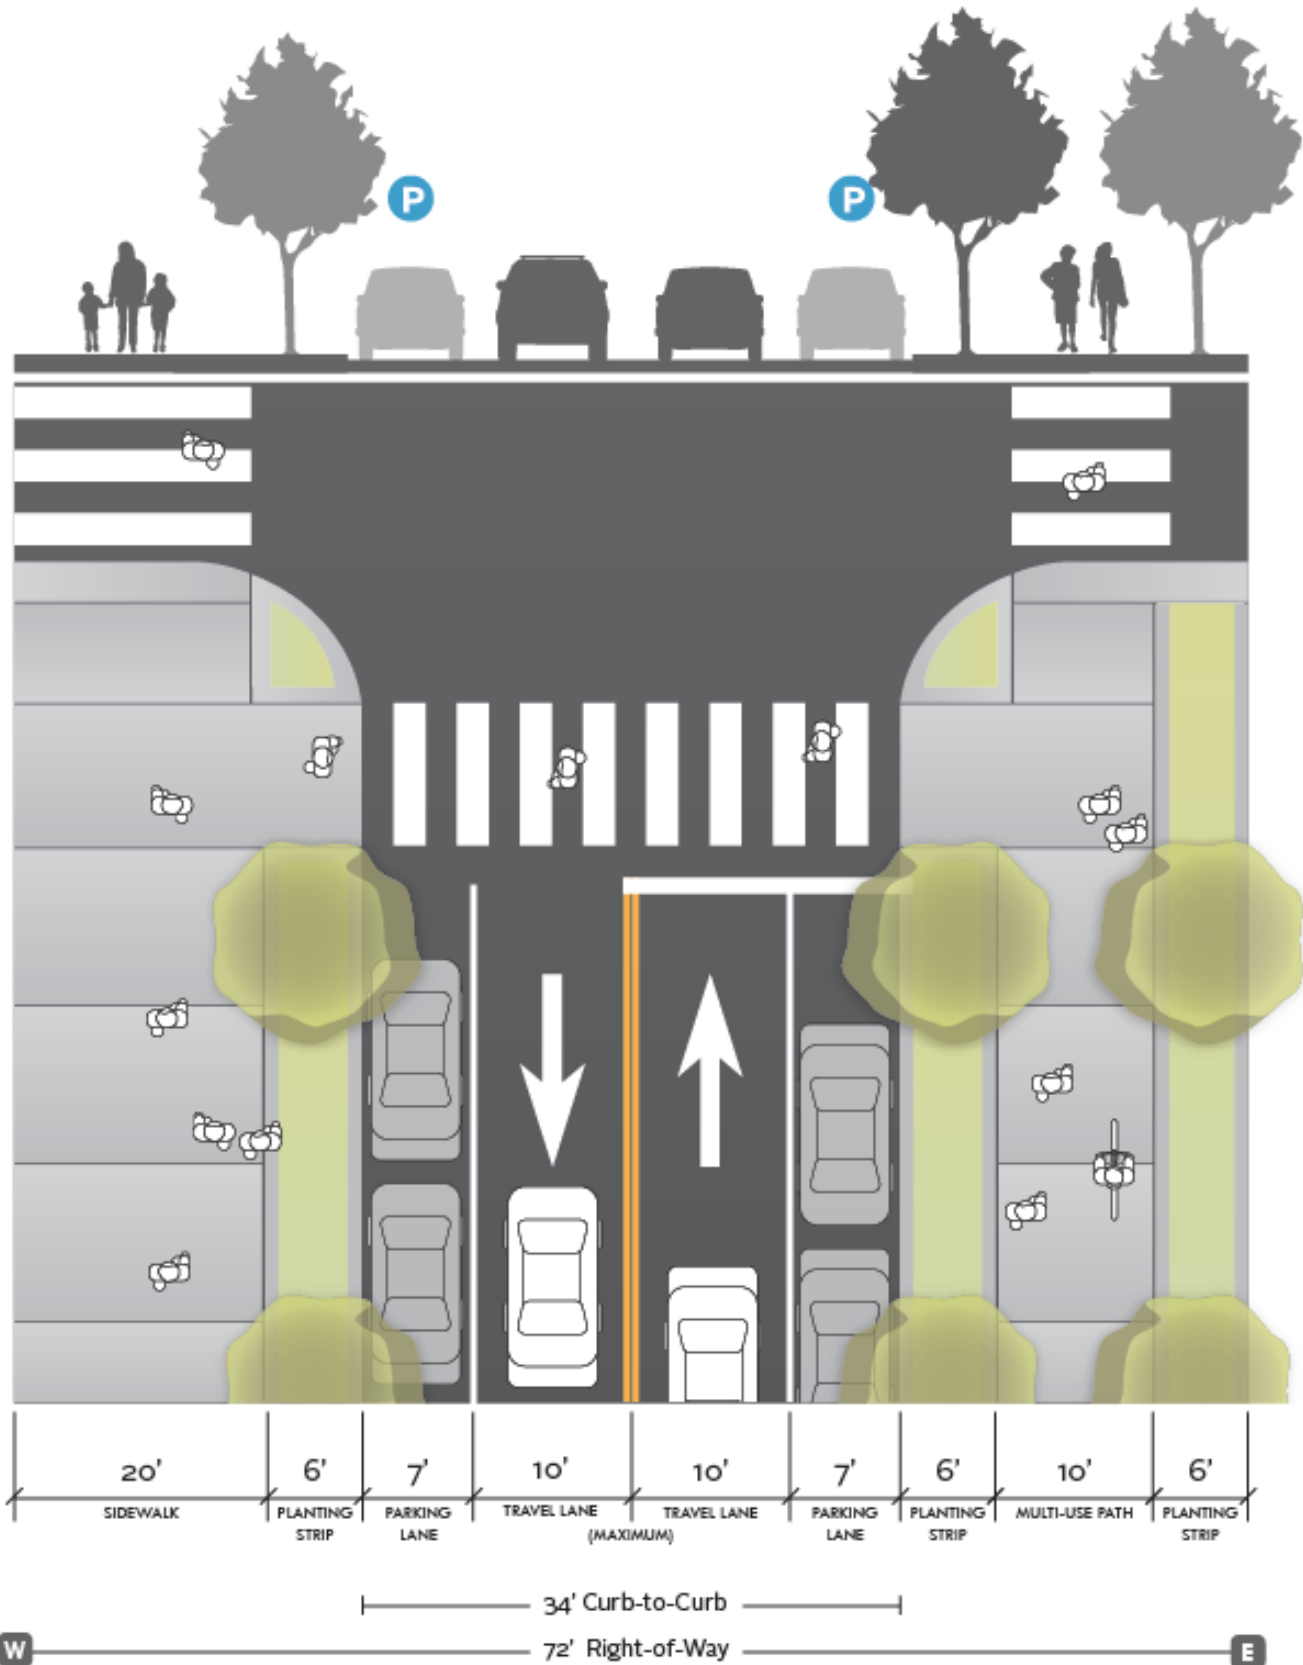 P P
20' 6' 7' 10' 10' 7' 6' 10' 6'
SIDEWALK PLANTING STRIP PARKING LANE TRAVEL LANE TRAVEL LANE PARKING LANE PLANTING STRIP MULTI-USE PATH PLANTING STRIP
(MAXIMUM)
34' Curb-to-Curb
W 72' Right-of-Way E